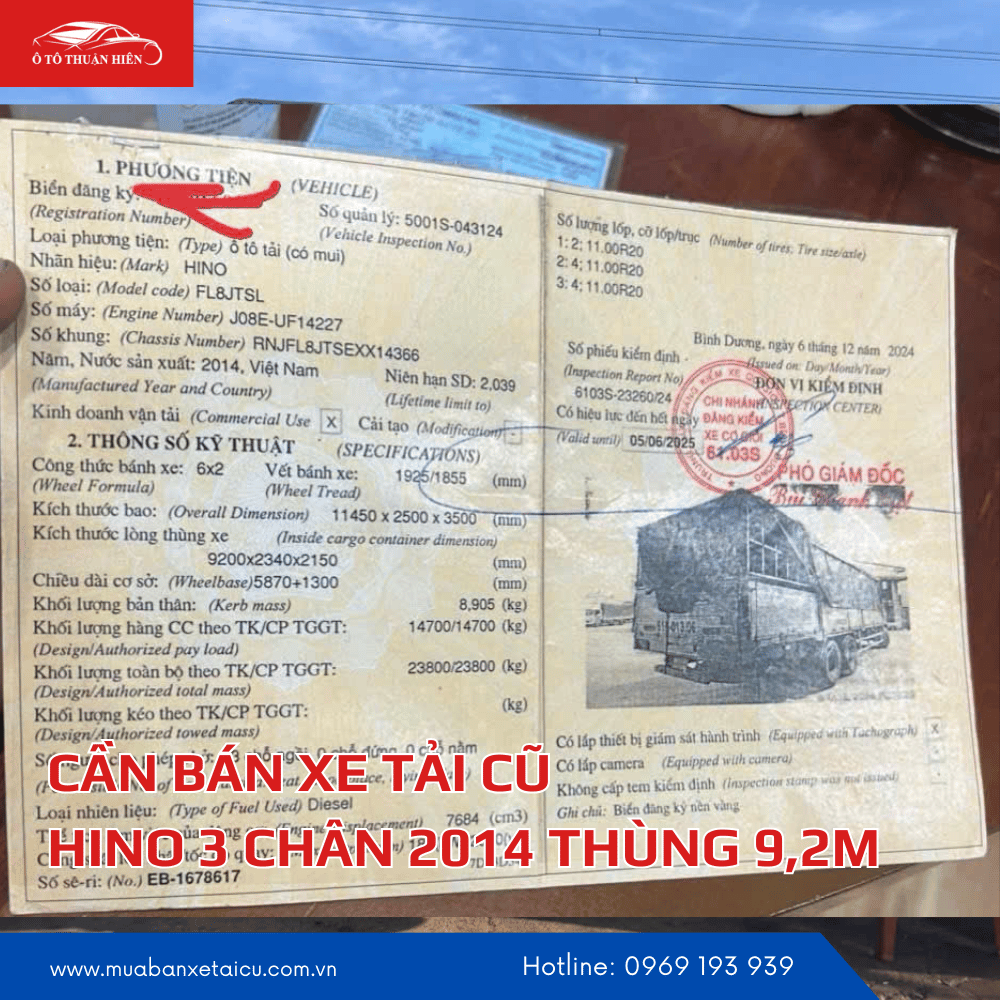 Ô TÔ THUẬN HIÊN
1. PHƯƠNG TIỆN (VEHICLE)
Biển đăng ký:
(Registration Number)
Số quản lý: 5001S-043124
(Vehicle Inspection No.)
Loại phương tiện: (Type) ô tô tải (có mui)
Nhãn hiệu: (Mark) HINO
Số loại: (Model code) FL8JTSL
Số máy: (Engine Number) J08E-UF14227
Số khung: (Chassis Number) RNJFL8JTSEXX14366
Năm, Nước sản xuất: 2014, Việt Nam
(Manufactured Year and Country)
Niên hạn SD: 2,039
(Lifetime limit to)
Kinh doanh vận tải (Commercial Use X Cải tạo (Modification) -
2. THÔNG SỐ KỸ THUẬT (SPECIFICATIONS)
Công thức bánh xe: 6x2 Vết bánh xe: 1925/1855 (mm)
(Wheel Formula) (Wheel Tread)
Kích thước bao: (Overall Dimension) 11450 x 2500 x 3500 (mm)
Kích thước lòng thùng xe (Inside cargo container dimension)
9200x2340x2150 (mm)
Chiều dài cơ sở: (Wheelbase)5870+1300 (mm)
Khối lượng bản thân: (Kerb mass) 8,905 (kg)
Khối lượng hàng CC theo TK/CP TGGT: 14700/14700 (kg)
(Design/Authorized pay load)
Khối lượng toàn bộ theo TK/CP TGGT: 23800/23800 (kg)
(Design/Authorized total mass)
Khối lượng kéo theo TK/CP TGGT: (kg)
(Design/Authorized towed mass)
Loại nhiên liệu: (Type of Fuel Used) Diesel
7684 (cm3)
Số sê-ri: (No.) EB-1678617
Số lượng lốp, cỡ lốp/trục (Number of tires; Tire size/axle)
1: 2; 11.00R20
2: 4; 11.00R20
3: 4; 11.00R20
Bình Dương, ngày 6 tháng 12 năm 2024
(Issued on: Day/Month/Year)
Số phiếu kiểm định
(Inspection Report No)
6103S-23260/24
ĐƠN VỊ KIỂM ĐỊNH
(INSPECTION CENTER)
Có hiệu lực đến hết ngày
(Valid until) 05/06/2025
CHI NHÁNH
ĐĂNG KIỂM
XE CƠ GIỚI
61.03S
PHÓ GIÁM ĐỐC
Có lắp thiết bị giám sát hành trình (Equipped with Tachograph) X
Có lắp camera (Equipped with camera)
Không cấp tem kiểm định (Inspection stamp was not issued)
Ghi chú: Biển đăng ký nền vàng
CẦN BÁN XE TẢI CŨ
HINO 3 CHÂN 2014 THÙNG 9,2M
www.muabanxetaicu.com.vn
Hotline: 0969 193 939